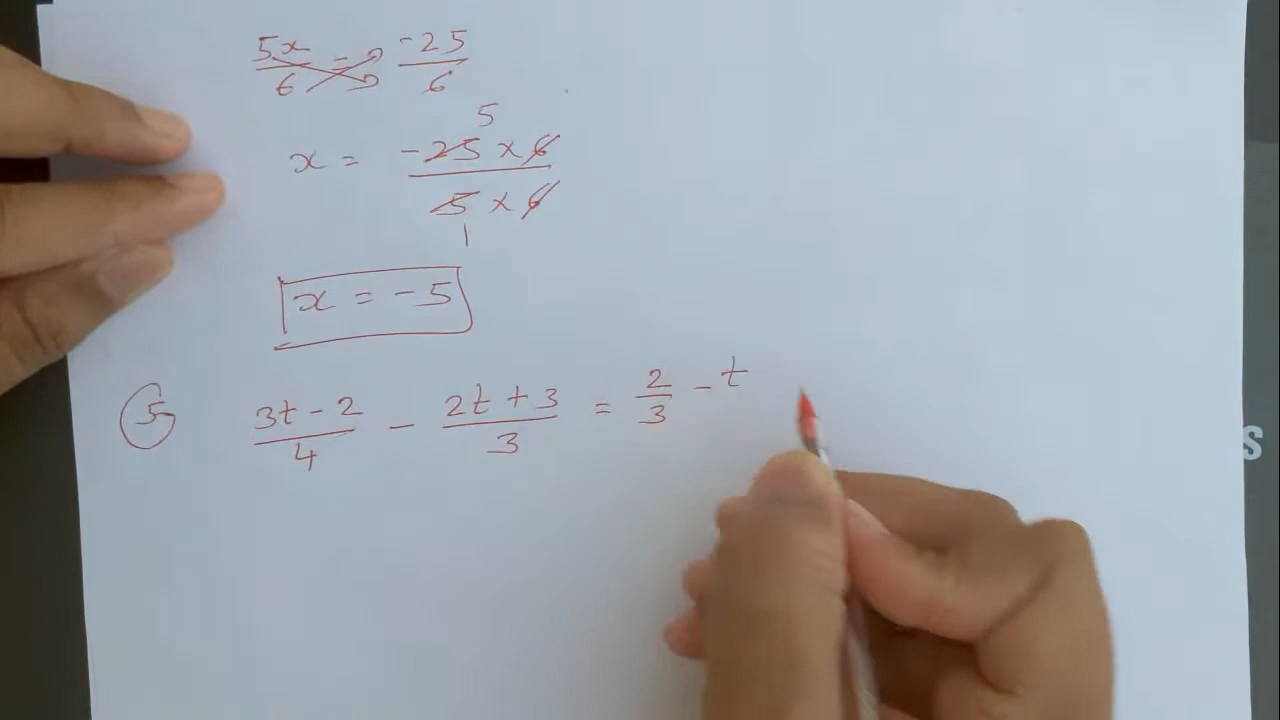 5x/6 = -25/6
5
x = -25 × 6 / 5 × 6
1
x = -5
5 3t - 2/4 - 2t + 3/3 = 2/3 - t
S